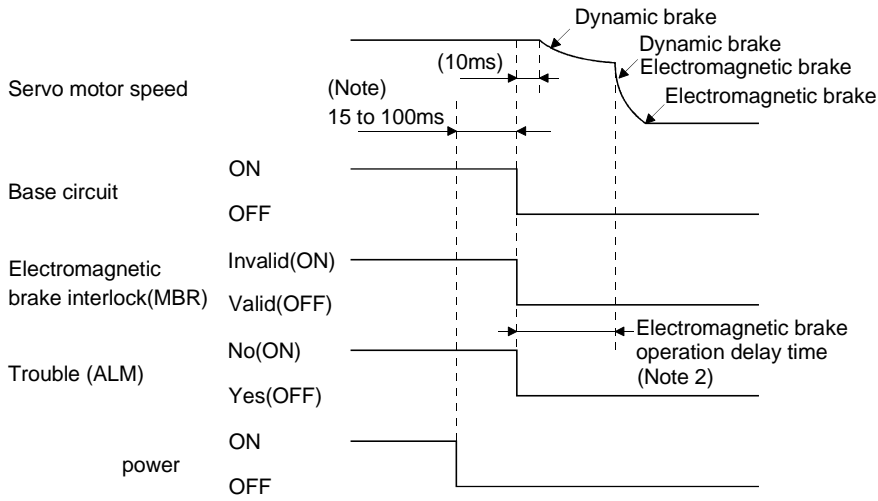 Dynamic brake
Dynamic brake
Electromagnetic brake
Electromagnetic brake
(10ms)
Servo motor speed
(Note)
15 to 100ms
Base circuit
ON
OFF
Electromagnetic
brake interlock(MBR)
Invalid(ON)
Valid(OFF)
Electromagnetic brake
operation delay time
(Note 2)
Trouble (ALM)
No(ON)
Yes(OFF)
power
ON
OFF